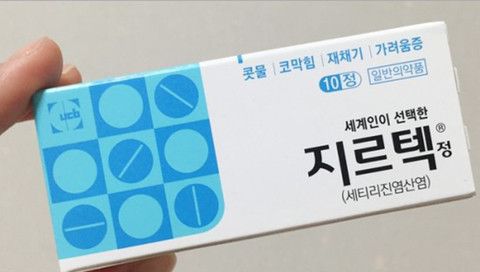 콧물 | 코막힘 | 재채기 | 가려움증
10정 일반의약품
ucb
세계인이 선택한
지르텍® 정
(세티리진염산염)